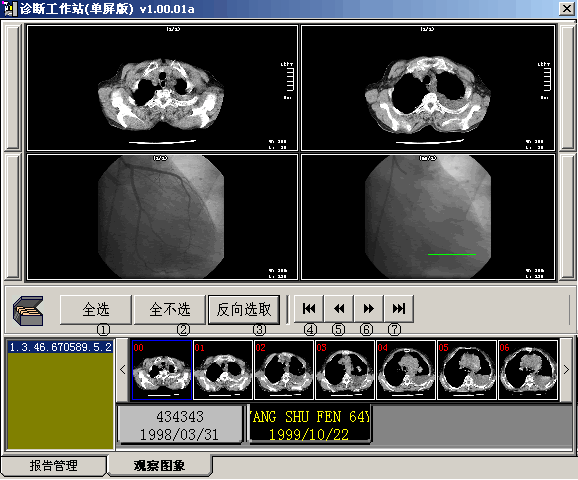 诊断工作站(单屏版) v1.00.01a
全选
全不选
反向选取
① ② ③ ④ ⑤ ⑥ ⑦
1.3.46.670589.5.2
00 01 02 03 04 05 06
434343
1998/03/31
YANG SHU FEN 64Y
1999/10/22
报告管理
观察图象